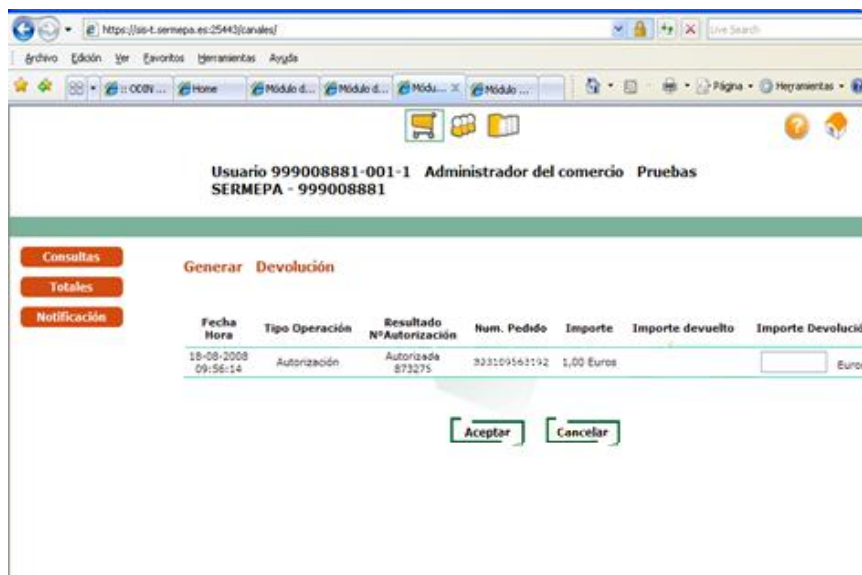 https://sis-t.sermepa.es:25443/canales/
Live Search
Archivo Edición Ver Favoritos Herramientas Ayuda
:: ODIN ... Home Módulo d... Módulo d... Módu... Módulo ... Página Herramientas
Usuario 999008881-001-1 Administrador del comercio Pruebas
SERMEPA - 999008881
Consultas
Totales
Notificación
Generar Devolución
Fecha Hora Tipo Operación Resultado NºAutorización Num. Pedido Importe Importe devuelto Importe Devolució
18-08-2008 09:56:14 Autorización Autorizada 873275 1,00 Euros Euro
Aceptar Cancelar